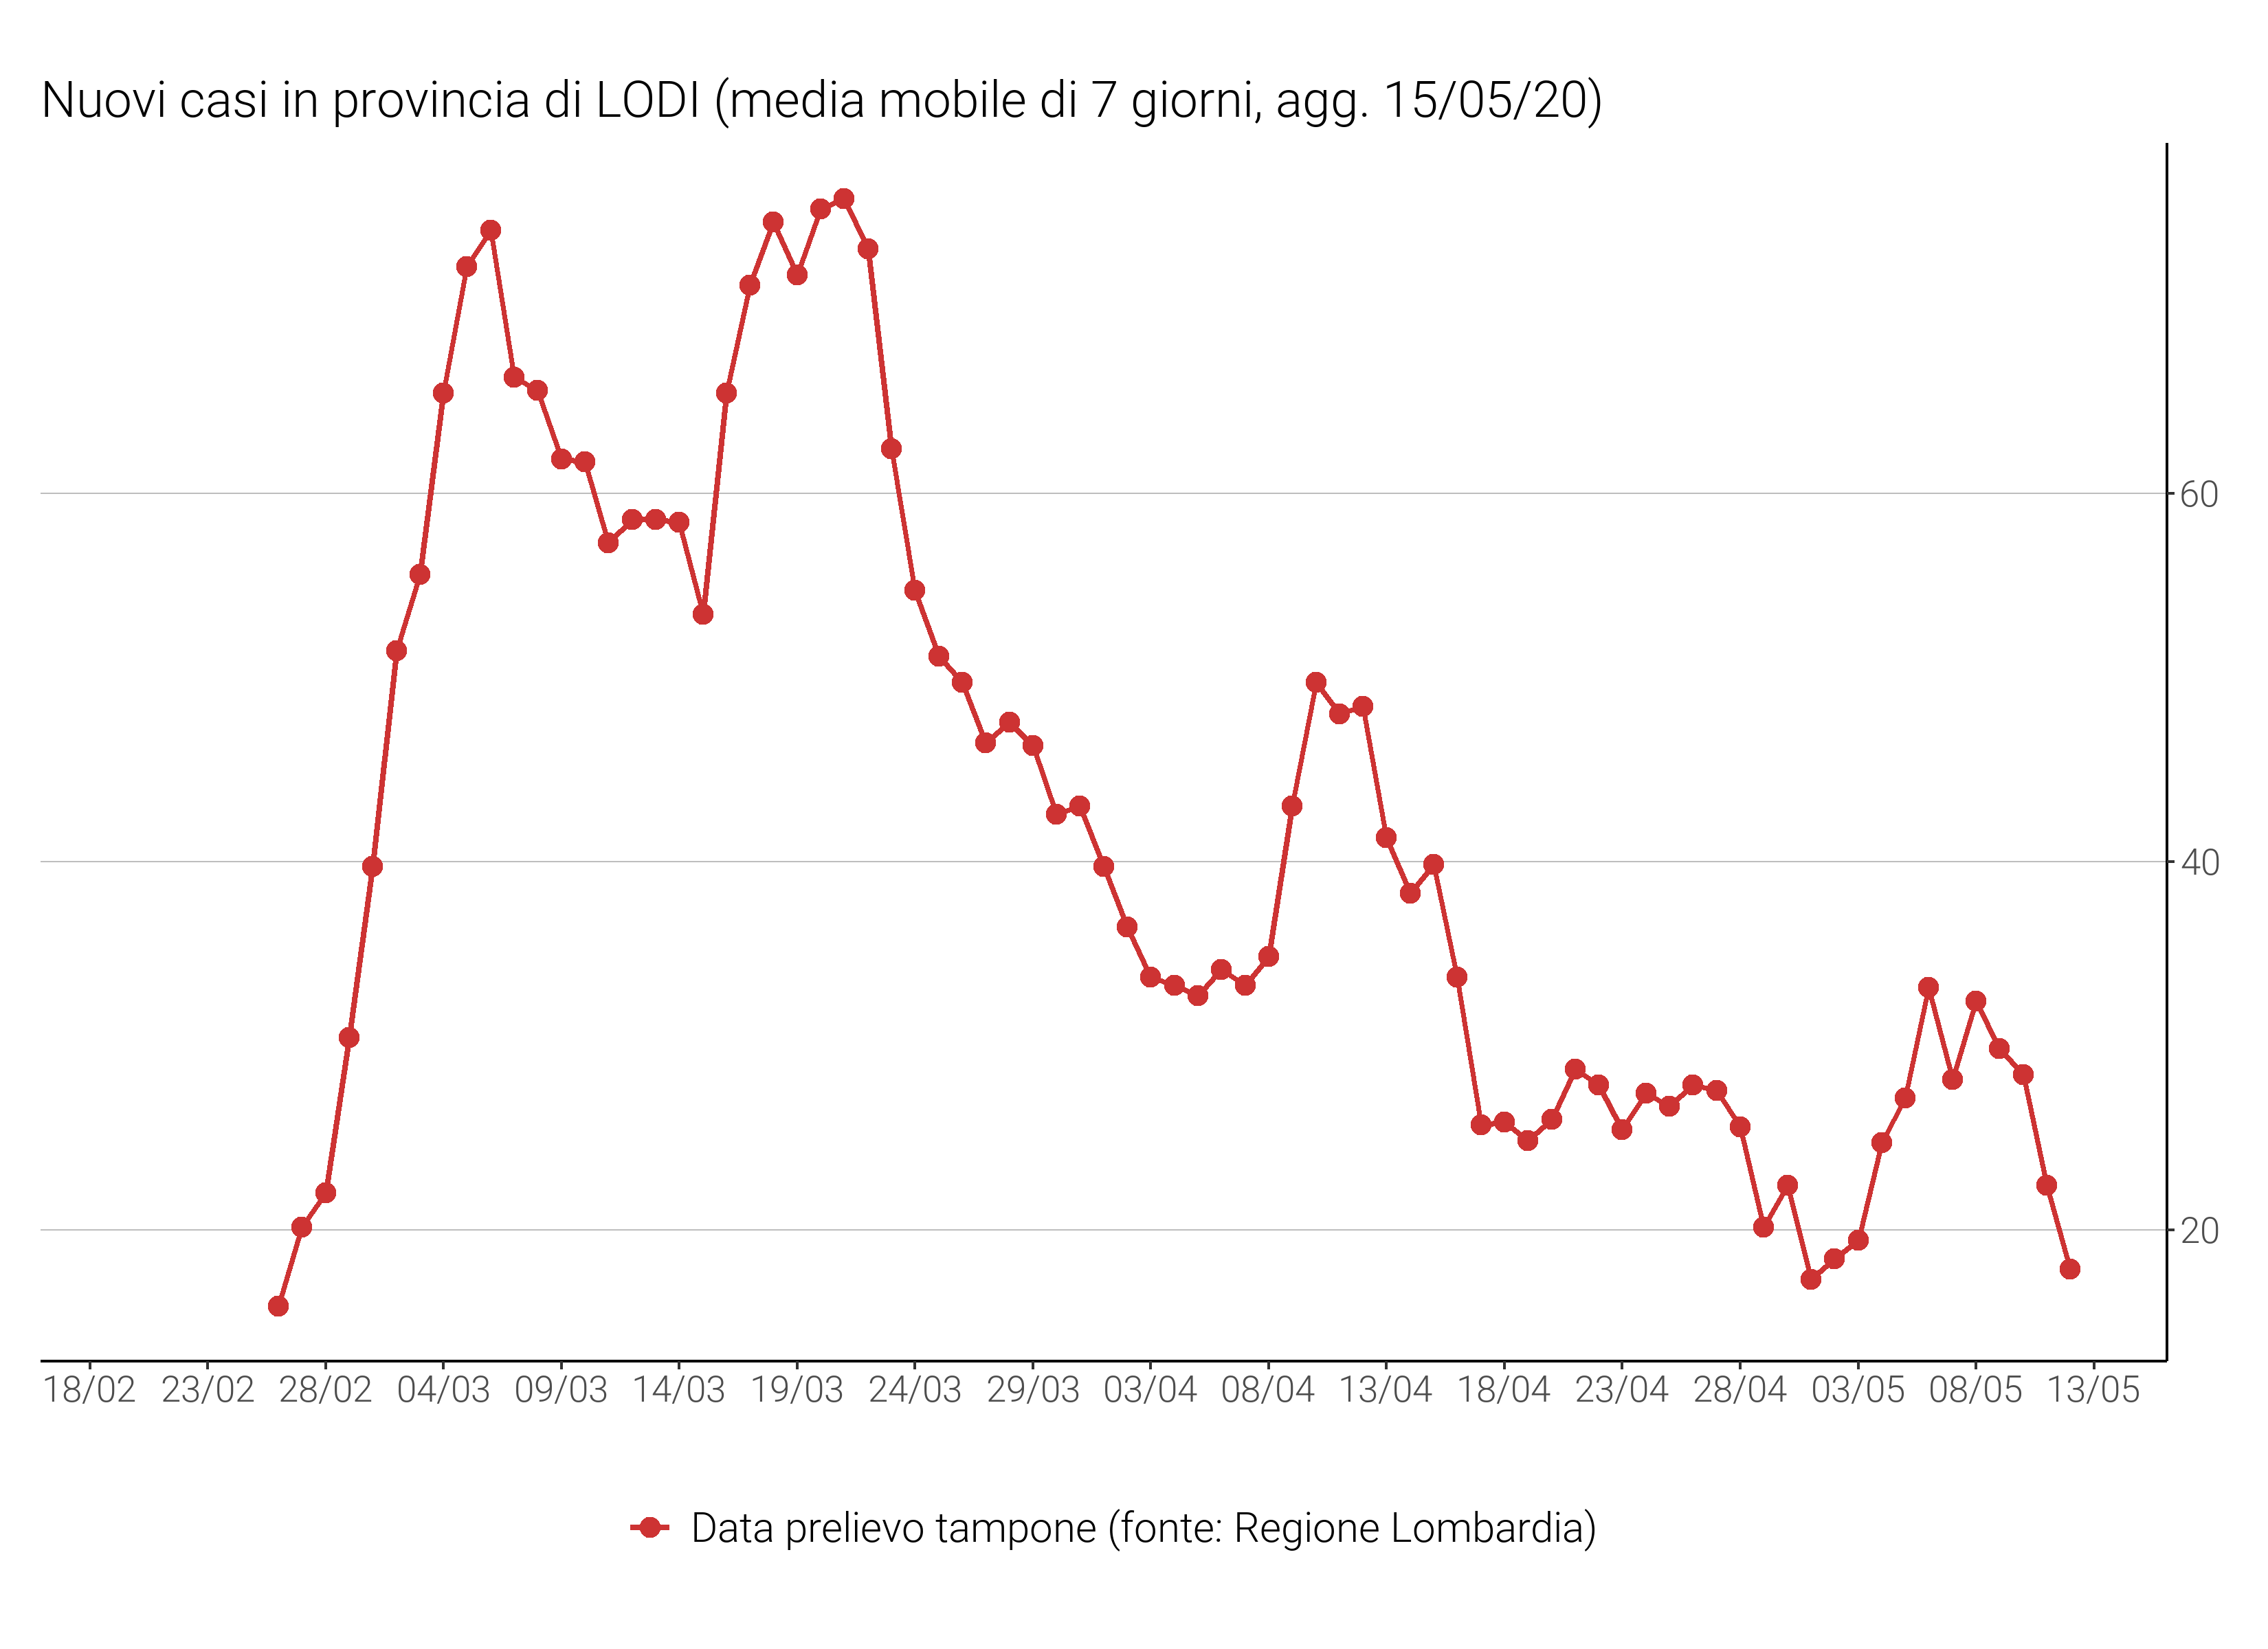 Nuovi casi in provincia di LODI (media mobile di 7 giorni, agg. 15/05/20)
60
40
20
18/02 23/02 28/02 04/03 09/03 14/03 19/03 24/03 29/03 03/04 08/04 13/04 18/04 23/04 28/04 03/05 08/05 13/05
Data prelievo tampone (fonte: Regione Lombardia)